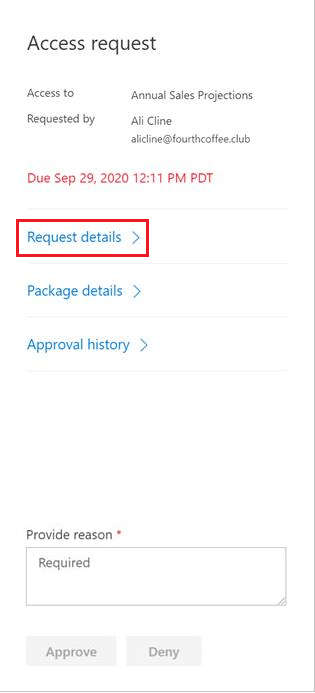 Access request
Access to Annual Sales Projections
Requested by Ali Cline
alicline@fourthcoffee.club
Due Sep 29, 2020 12:11 PM PDT
Request details
Package details
Approval history
Provide reason *
Required
Approve Deny